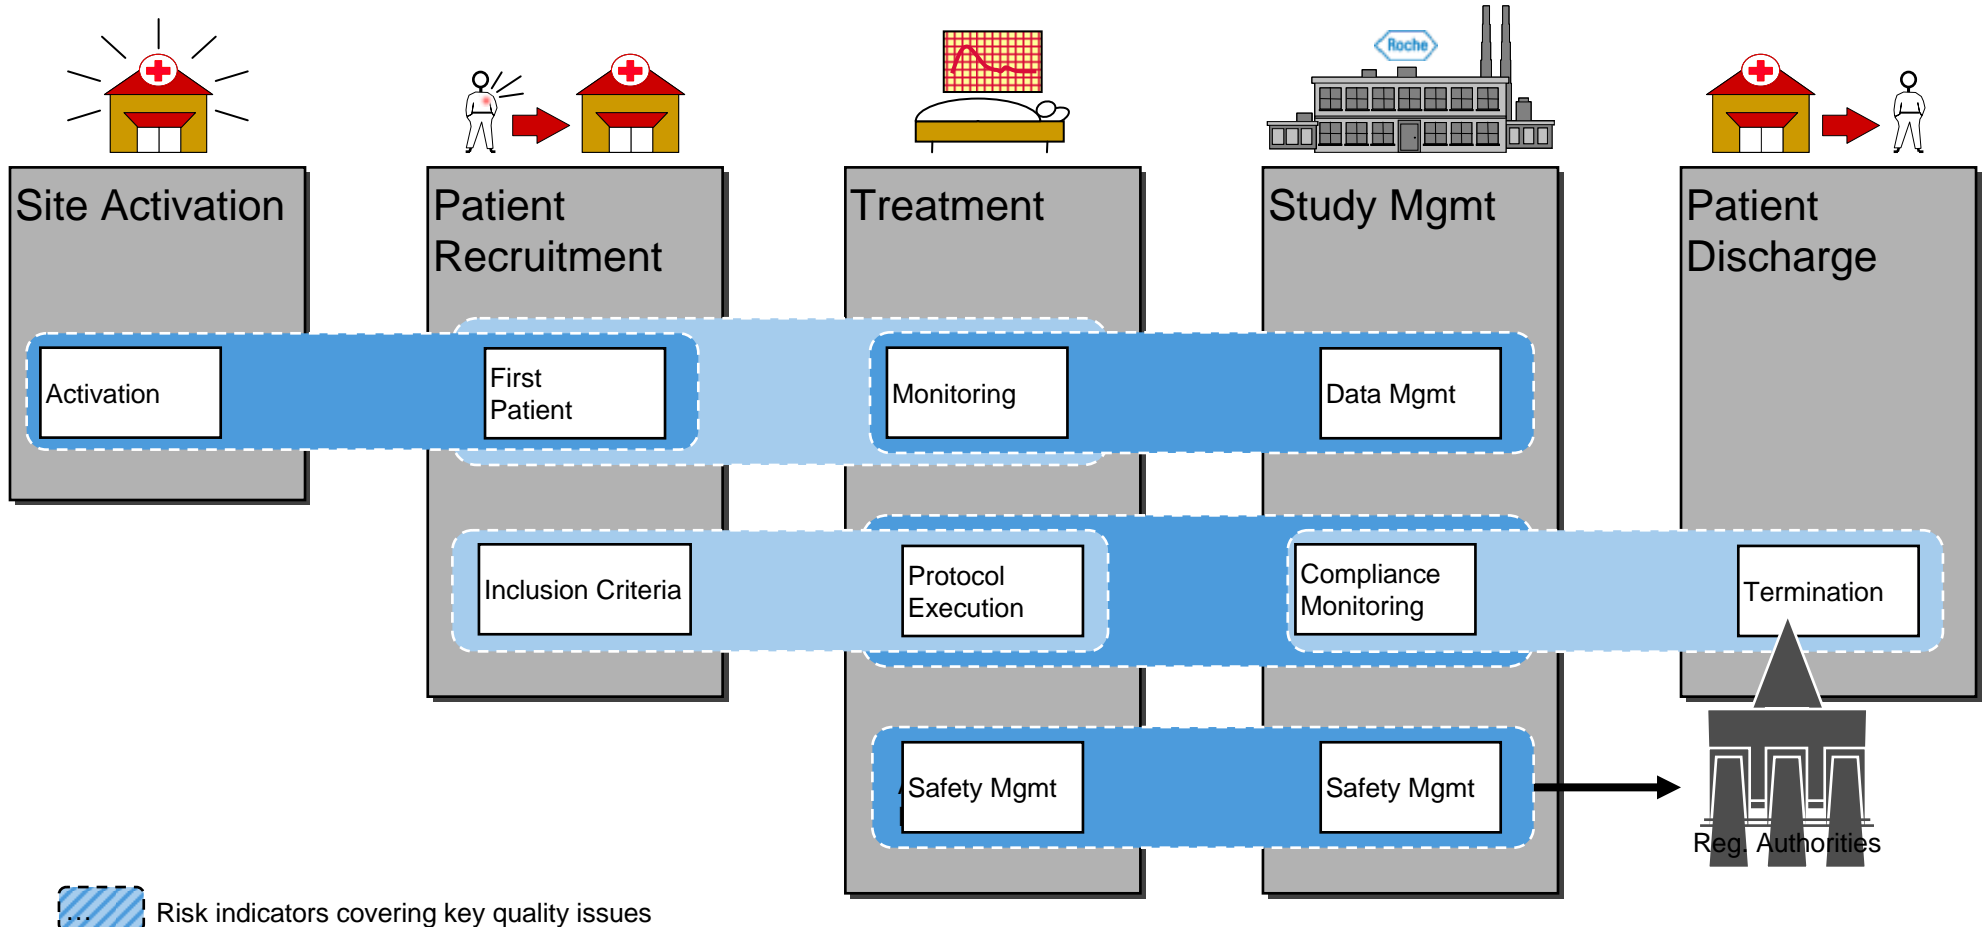 Roche
Site Activation
Patient
Recruitment
Treatment
Study Mgmt
Patient
Discharge
Activation
First
Patient
Monitoring
Data Mgmt
Inclusion Criteria
Protocol
Execution
Compliance
Monitoring
Termination
Safety Mgmt
Safety Mgmt
Reg. Authorities
...
Risk indicators covering key quality issues